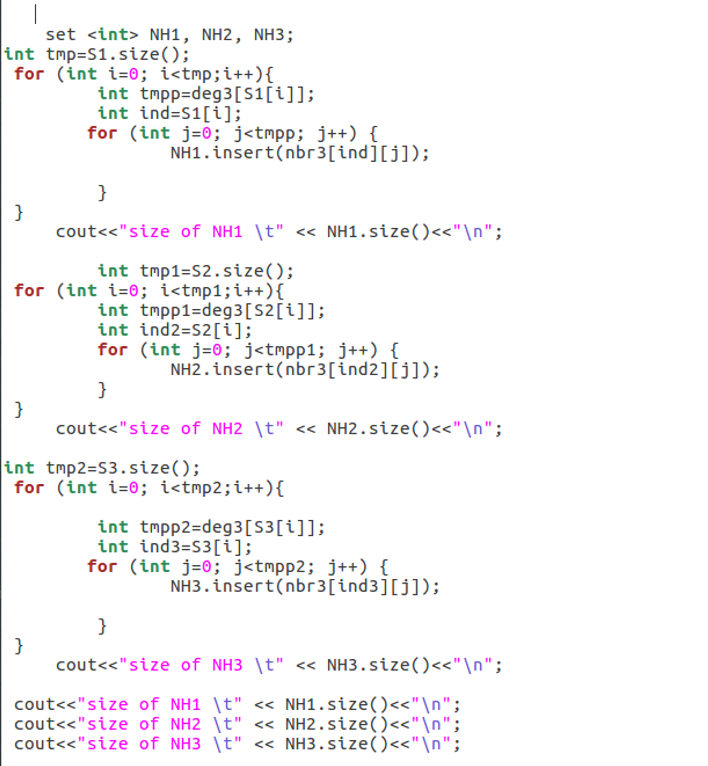 set <int> NH1, NH2, NH3;
int tmp=S1.size();
for (int i=0; i<tmp;i++){
int tmpp=deg3[S1[i]];
int ind=S1[i];
for (int j=0; j<tmpp; j++) {
NH1.insert(nbr3[ind][j]);
}
}
cout<<"size of NH1 \t" << NH1.size()<<"\n";
int tmp1=S2.size();
for (int i=0; i<tmp1;i++){
int tmpp1=deg3[S2[i]];
int ind2=S2[i];
for (int j=0; j<tmpp1; j++) {
NH2.insert(nbr3[ind2][j]);
}
}
cout<<"size of NH2 \t" << NH2.size()<<"\n";
int tmp2=S3.size();
for (int i=0; i<tmp2;i++){
int tmpp2=deg3[S3[i]];
int ind3=S3[i];
for (int j=0; j<tmpp2; j++) {
NH3.insert(nbr3[ind3][j]);
}
}
cout<<"size of NH3 \t" << NH3.size()<<"\n";
cout<<"size of NH1 \t" << NH1.size()<<"\n";
cout<<"size of NH2 \t" << NH2.size()<<"\n";
cout<<"size of NH3 \t" << NH3.size()<<"\n";